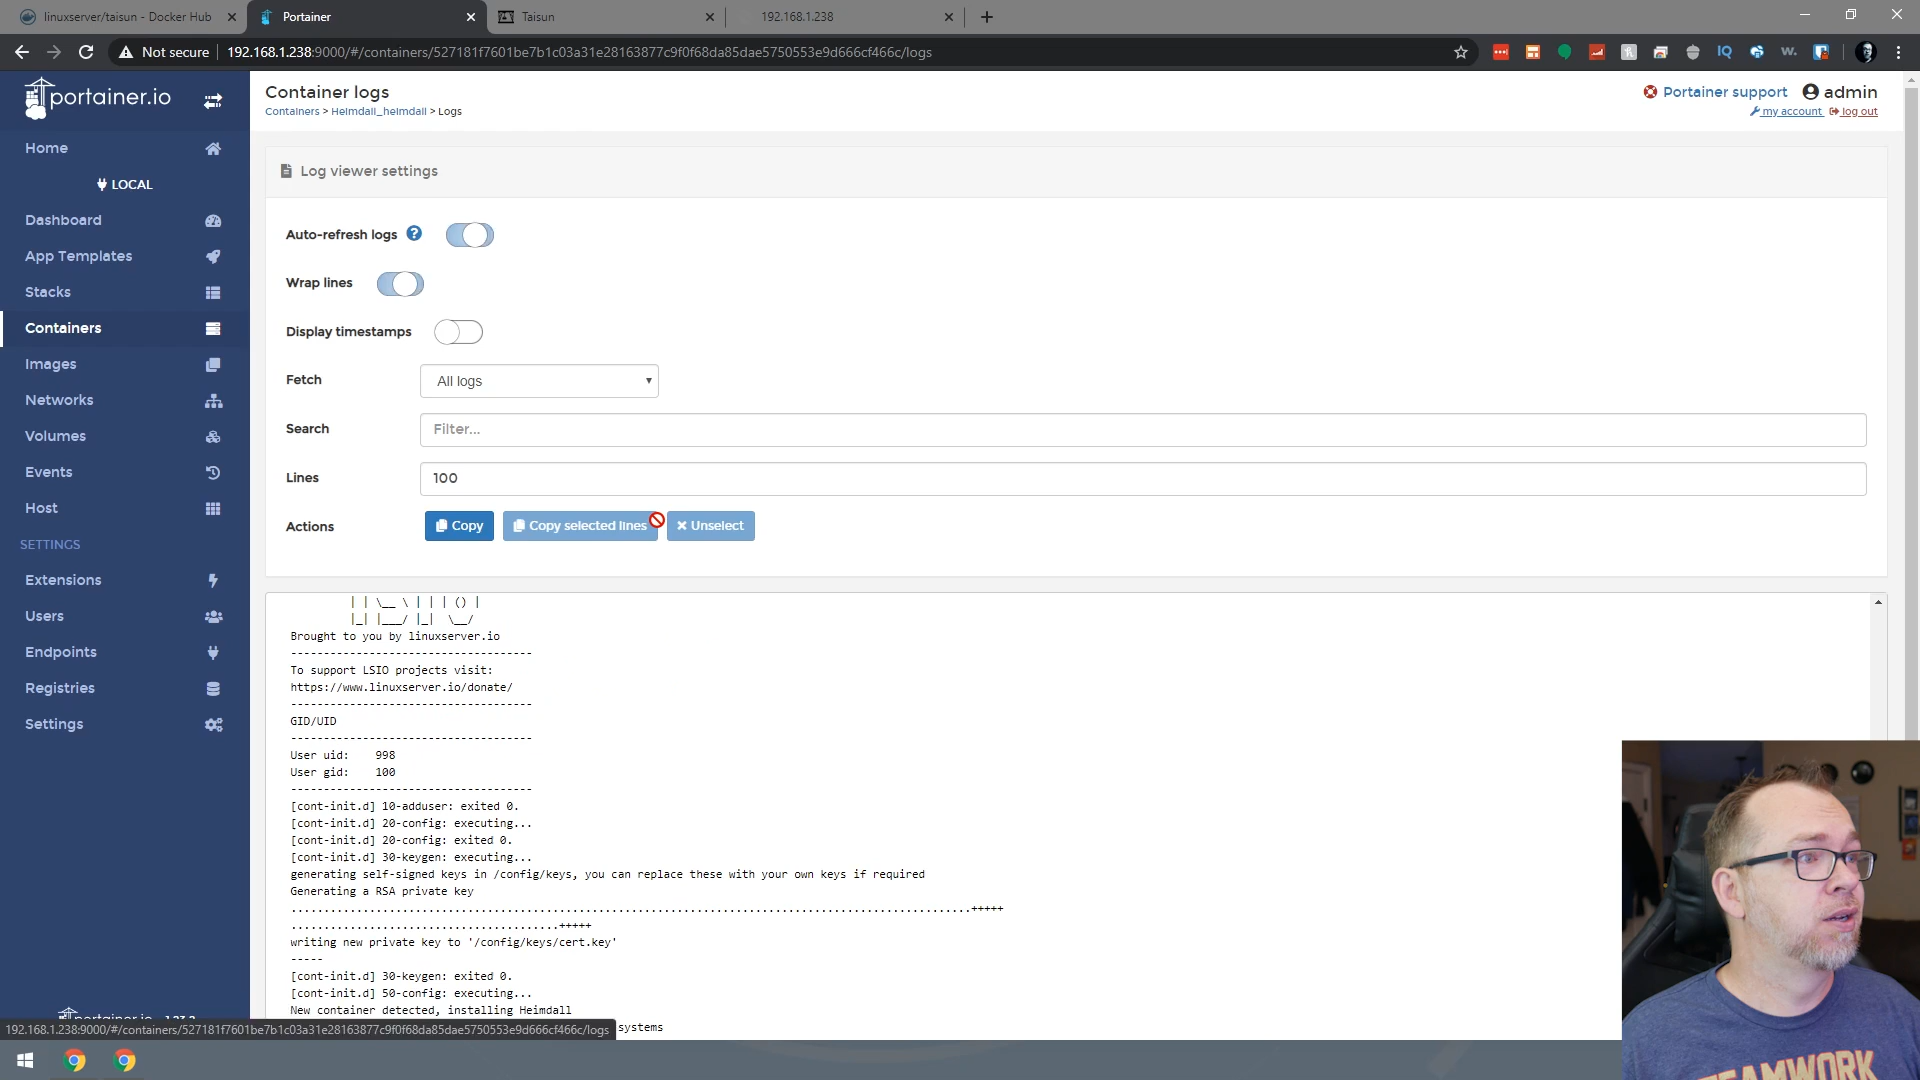 linuxserver/taisun - Docker Hub
Portainer
Taisun
192.168.1.238
Not secure
192.168.1.238:9000/#/containers/527181f7601be7b1c03a31e28163877c9f0f68da85dae5750553e9d666cf466c/logs
IQ
w.
portainer.io
Container logs
Containers > Heimdall_heimdall > Logs
Portainer support
admin
my account
log out
Home
LOCAL
Dashboard
App Templates
Stacks
Containers
Images
Networks
Volumes
Events
Host
SETTINGS
Extensions
Users
Endpoints
Registries
Settings
Log viewer settings
Auto-refresh logs ?
Wrap lines
Display timestamps
Fetch
All logs
Search
Filter...
Lines
100
Actions
Copy
Copy selected lines
Unselect
| | \__ \ | | | () |
|_| |___/ |_| \__/
Brought to you by linuxserver.io
-------------------------------------
To support LSIO projects visit:
https://www.linuxserver.io/donate/
-------------------------------------
GID/UID
-------------------------------------
User uid: 998
User gid: 100
-------------------------------------
[cont-init.d] 10-adduser: exited 0.
[cont-init.d] 20-config: executing...
[cont-init.d] 20-config: exited 0.
[cont-init.d] 30-keygen: executing...
generating self-signed keys in /config/keys, you can replace these with your own keys if required
Generating a RSA private key
........................................................................................................+++++
.........................................+++++
writing new private key to '/config/keys/cert.key'
-----
[cont-init.d] 30-keygen: exited 0.
[cont-init.d] 50-config: executing...
New container detected, installing Heimdall
systems
192.168.1.238:9000/#/containers/527181f7601be7b1c03a31e28163877c9f0f68da85dae5750553e9d666cf466c/logs
TEAMWORK